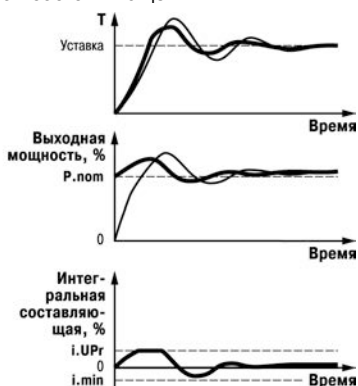 T
Уставка
Время
Выходная
мощность, %
P.nom
0
Время
Интег-
ральная
составляю-
щая, %
i.UPr
0
i.min
Время